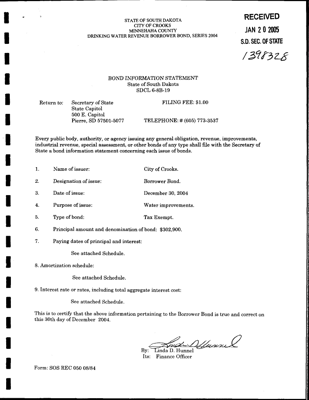 STATE OF SOUTH DAKOTA
CITY OF CROOKS
MINNEHAHA COUNTY
DRINKING WATER REVENUE BORROWER BOND, SERIES 2004
RECEIVED
JAN 20 2005
S.D. SEC. OF STATE
1398328
BOND INFORMATION STATEMENT
State of South Dakota
SDCL 6-8B-19
Return to: Secretary of State FILING FEE: $1.00
State Capitol
500 E. Capitol
Pierre, SD 57501-5077 TELEPHONE # (605) 773-3537
Every public body, authority, or agency issuing any general obligation, revenue, improvements,
industrial revenue, special assessment, or other bonds of any type shall file with the Secretary of
State a bond information statement concerning each issue of bonds.
1. Name of issuer: City of Crooks.
2. Designation of issue: Borrower Bond.
3. Date of issue: December 30, 2004
4. Purpose of issue: Water improvements.
5. Type of bond: Tax Exempt.
6. Principal amount and denomination of bond: $302,900.
7. Paying dates of principal and interest:
See attached Schedule.
8. Amortization schedule:
See attached Schedule.
9. Interest rate or rates, including total aggregate interest cost:
See attached Schedule.
This is to certify that the above information pertaining to the Borrower Bond is true and correct on
this 30th day of December 2004.
By: Linda D. Hunnel
Its: Finance Officer
Form: SOS REC 050 08/84